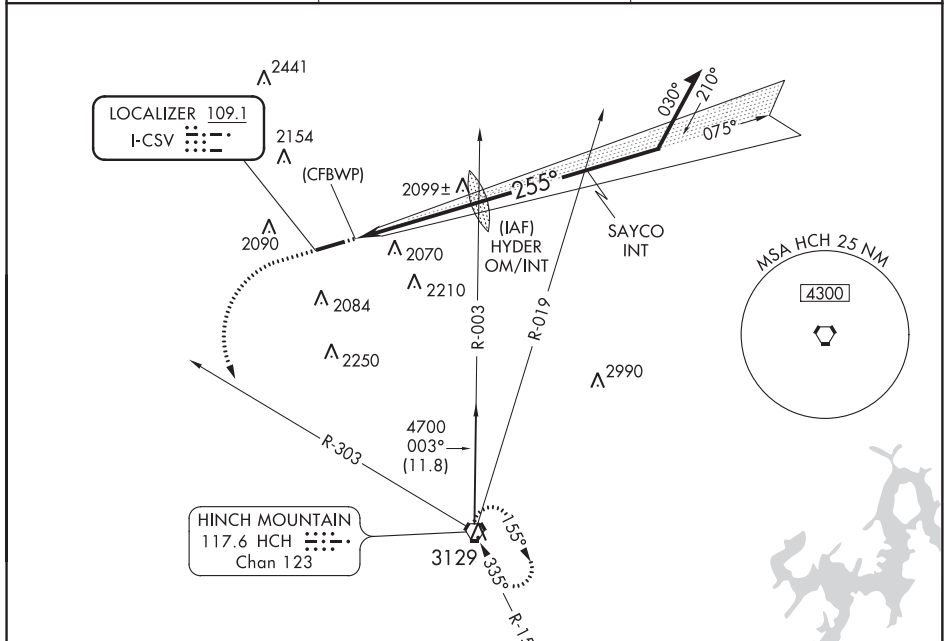 2441
LOCALIZER 109.1
I-CSV
2154
(CFBWP)
2099±
255°
030°
210°
075°
(IAF)
HYDER
OM/INT
SAYCO
INT
2090
2070
2210
2084
2250
R-003
R-019
2990
MSA HCH 25 NM
4300
R-303
4700
003°
(11.8)
HINCH MOUNTAIN
117.6 HCH
Chan 123
3129
155°
335°